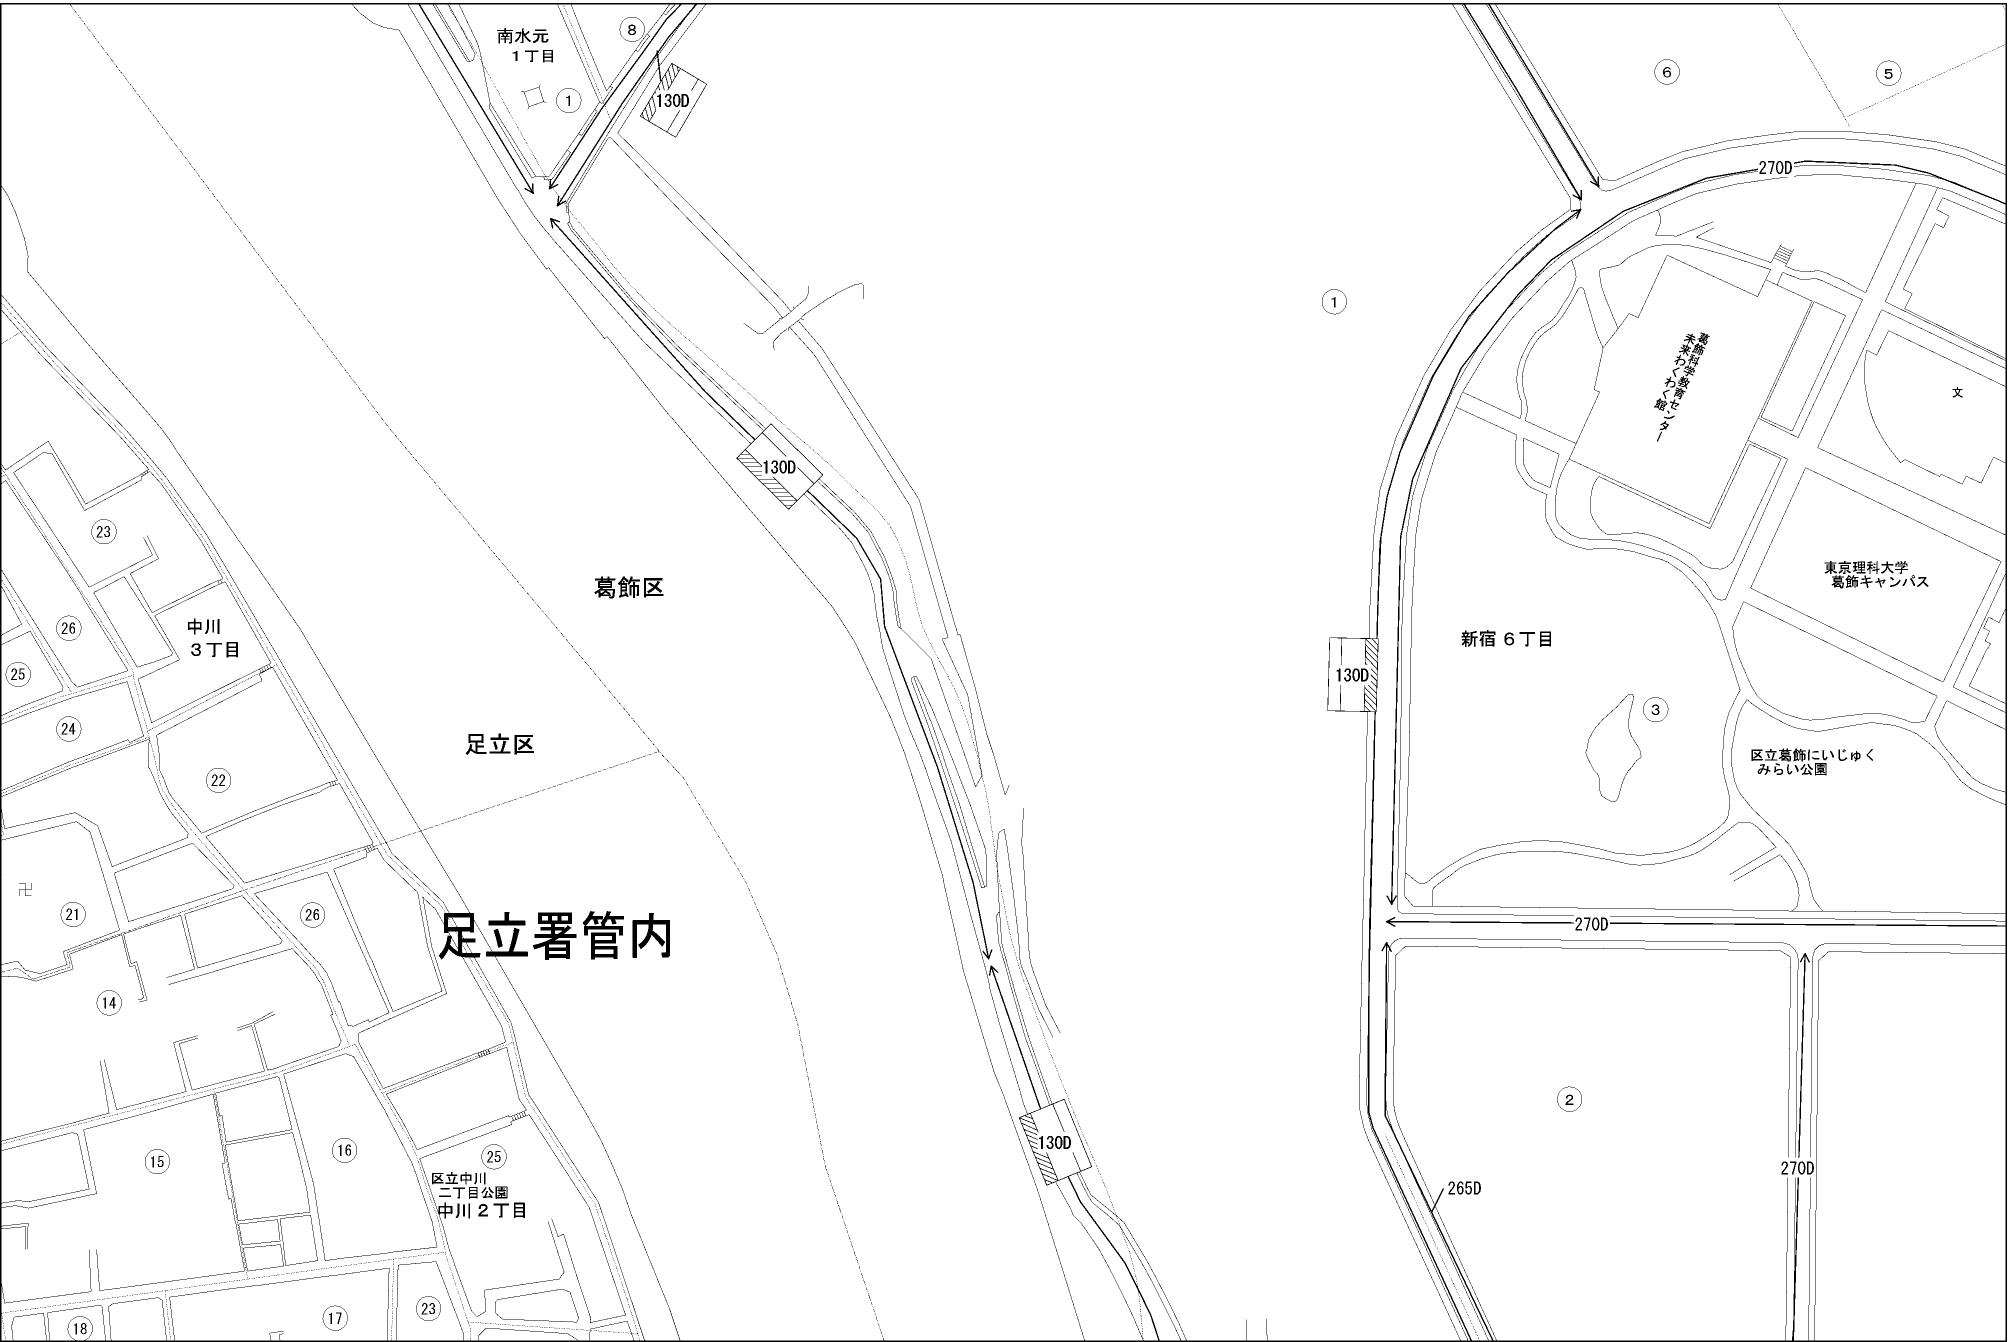 南水元
1丁目
8
1
130D
6
5
270D
1
葛飾科学教育センター
未来わくわく館
文
130D
23
葛飾区
東京理科大学
葛飾キャンパス
26
中川
3丁目
新宿 6丁目
25
130D
3
24
足立区
区立葛飾にいじゅく
みらい公園
22
卍
21
26
足立署管内
270D
14
2
130D
16
15
25
区立中川
二丁目公園
中川 2丁目
270D
265D
23
17
18